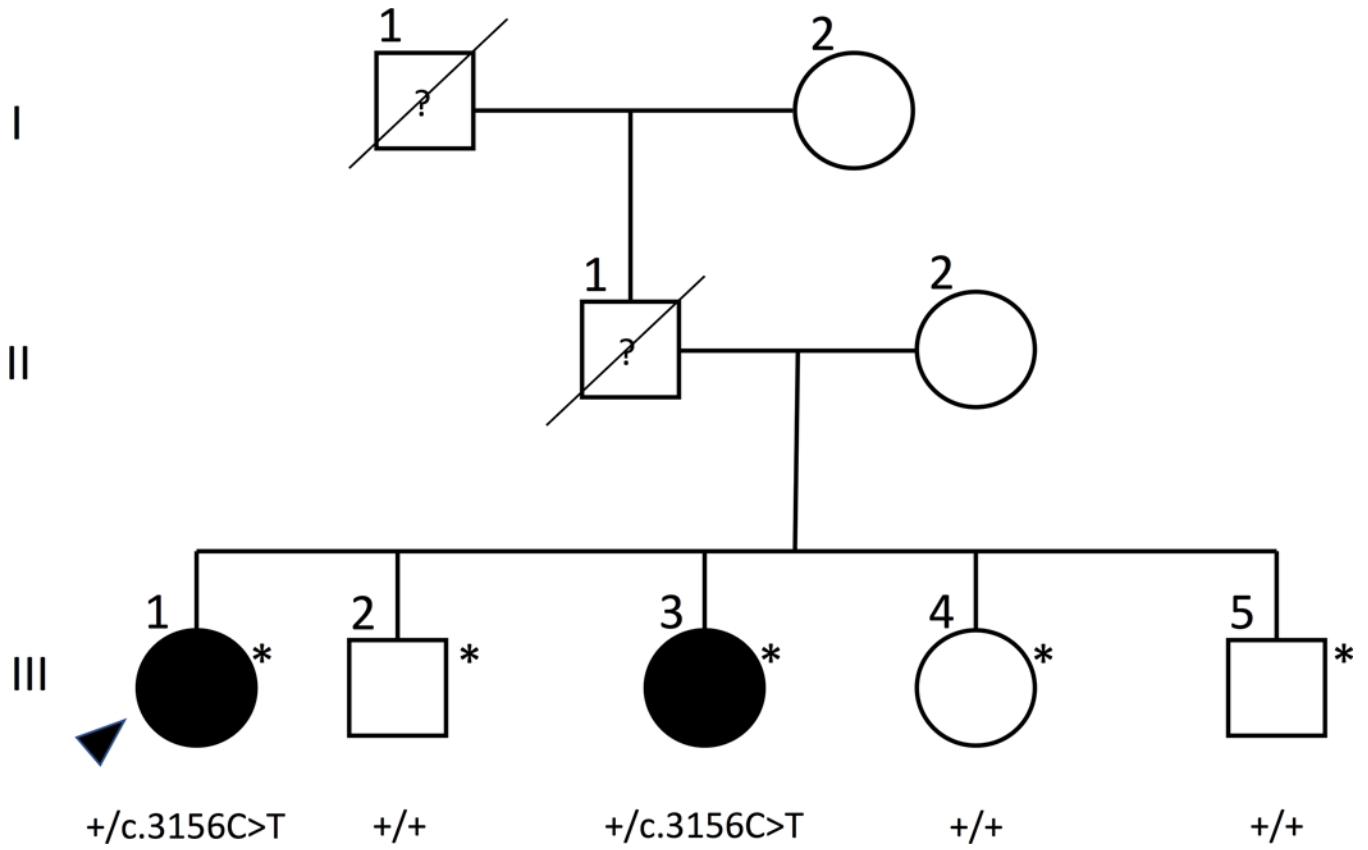 1 2
I ?
1 2
II ?
1 2 3 4 5
III * * * * *
+/c.3156C>T +/+ +/c.3156C>T +/+ +/+